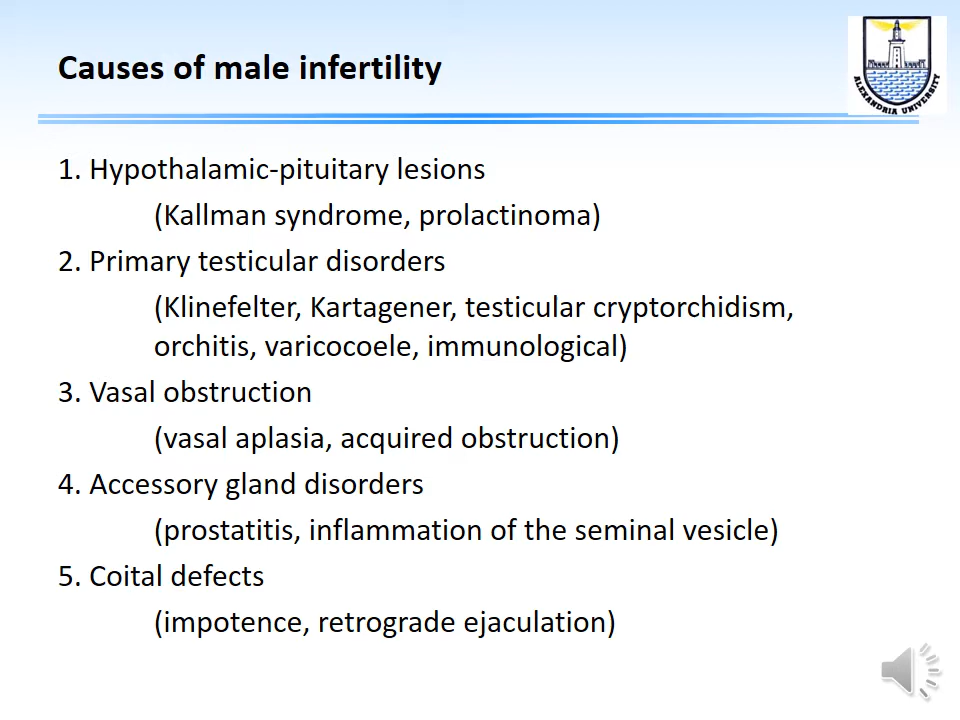 Causes of male infertility
ALEXANDRIA UNIVERSITY
1. Hypothalamic-pituitary lesions
(Kallman syndrome, prolactinoma)
2. Primary testicular disorders
(Klinefelter, Kartagener, testicular cryptorchidism,
orchitis, varicocoele, immunological)
3. Vasal obstruction
(vasal aplasia, acquired obstruction)
4. Accessory gland disorders
(prostatitis, inflammation of the seminal vesicle)
5. Coital defects
(impotence, retrograde ejaculation)